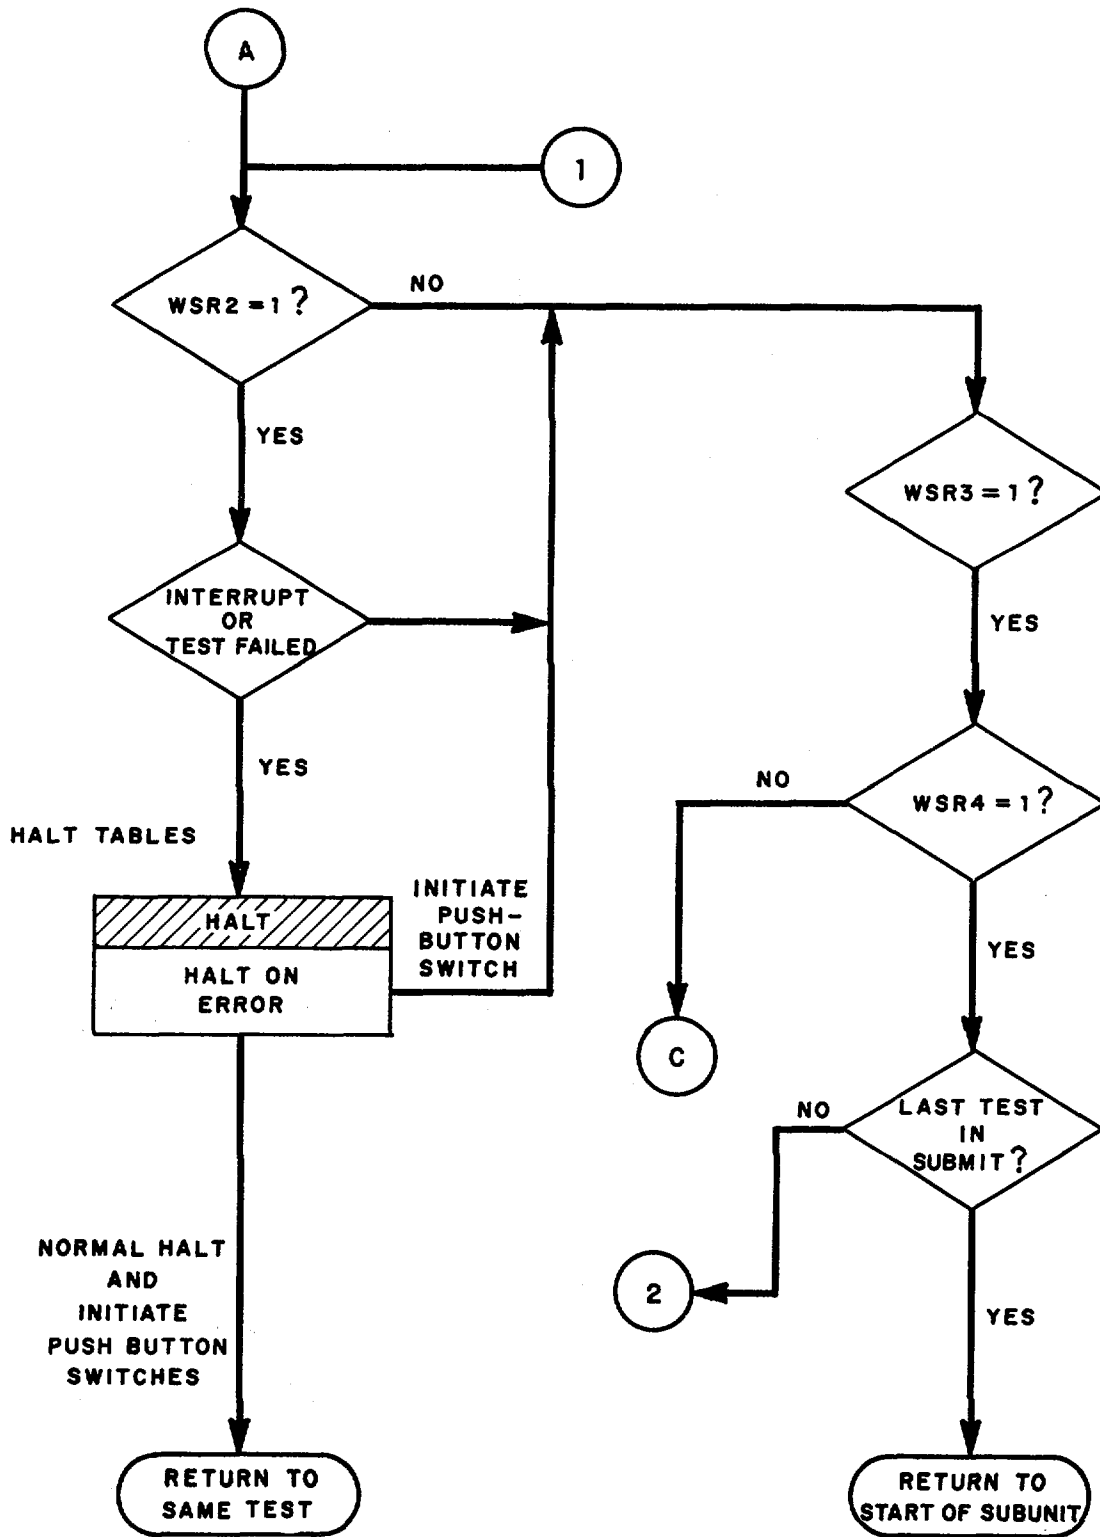 A
1
WSR2 = 1 ?
NO
YES
WSR3 = 1 ?
YES
INTERRUPT
OR
TEST FAILED
YES
HALT TABLES
HALT
HALT ON
ERROR
INITIATE
PUSH-
BUTTON
SWITCH
NO
WSR4 = 1 ?
YES
C
NO
LAST TEST
IN
SUBMIT ?
2
YES
NORMAL HALT
AND
INITIATE
PUSH BUTTON
SWITCHES
RETURN TO
SAME TEST
RETURN TO
START OF SUBUNIT